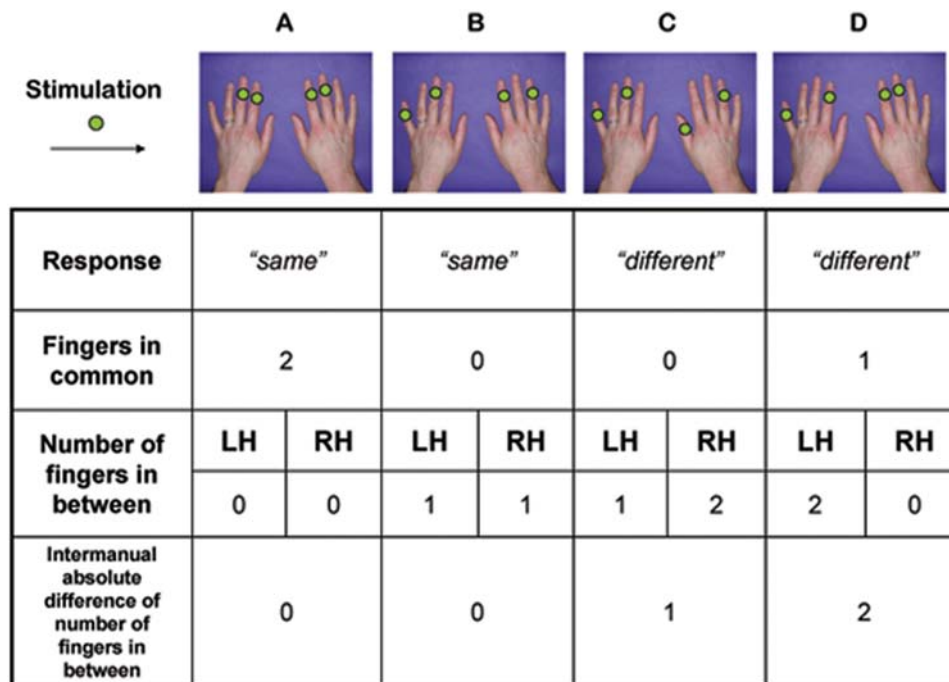 A B C D
Stimulation
Response "same" "same" "different" "different"
Fingers in
common
2 0 0 1
Number of
fingers in
between
LH RH LH RH LH RH LH RH
0 0 1 1 1 2 2 0
Intermanual
absolute
difference of
number of
fingers in
between
0 0 1 2